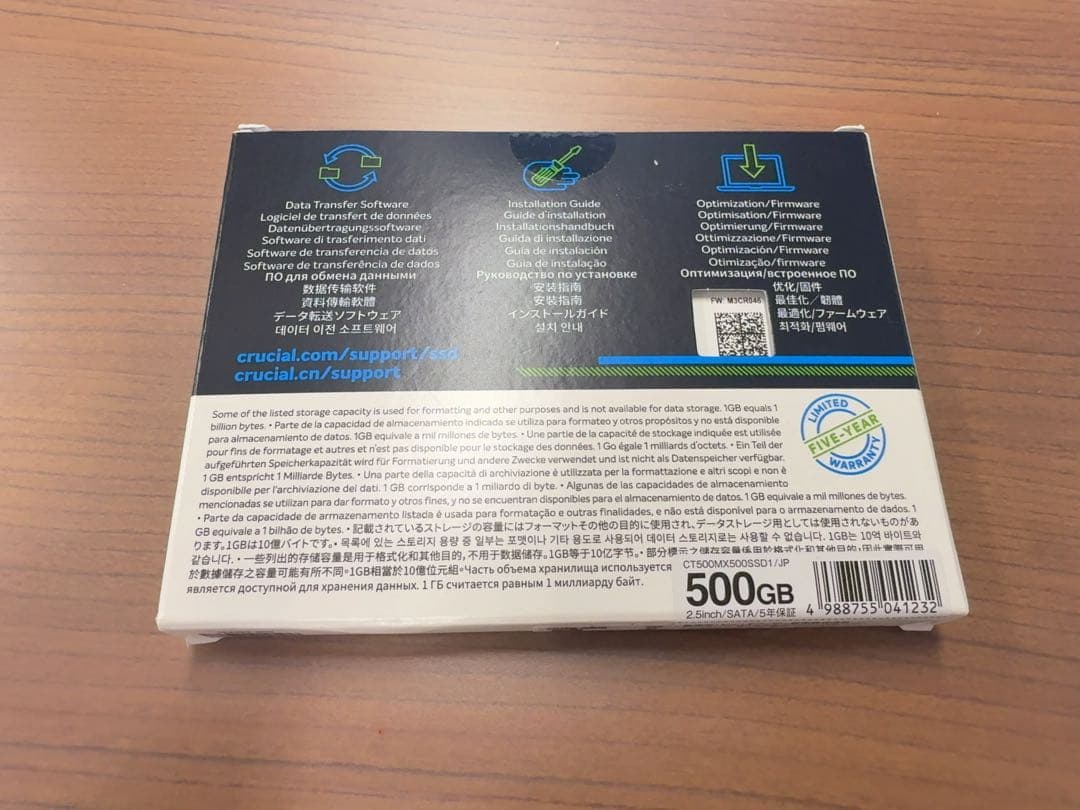 Data Transfer Software
Logiciel de transfert de données
Datenübertragungssoftware
Software di trasferimento dati
Software de transferencia de datos
Software de transferência de dados
ПО для обмена данными
数据传输软件
資料傳輸軟體
データ転送ソフトウェア
데이터 이전 소프트웨어
crucial.com/support/ssd
crucial.cn/support
Installation Guide
Guide d'installation
Installationshandbuch
Guida di installazione
Guía de instalación
Guia de instalação
Руководство по установке
安装指南
安裝指南
インストールガイド
설치 안내
Optimization/Firmware
Optimisation/Firmware
Optimierung/Firmware
Ottimizzazione/Firmware
Optimización/Firmware
Otimização/firmware
Оптимизация/встроенное ПО
优化/固件
最佳化／韌體
最適化/ファームウェア
최적화/펌웨어
FW: M3CR046
Some of the listed storage capacity is used for formatting and other purposes and is not available for data storage. 1GB equals 1
billion bytes. • Parte de la capacidad de almacenamiento indicada se utiliza para formateo y otros propósitos y no está disponible
para almacenamiento de datos. 1GB equivale a mil millones de bytes. • Une partie de la capacité de stockage indiquée est utilisée
pour fins de formatage et autres et n'est pas disponible pour le stockage des données. 1 Go égale 1 milliards d'octets. • Ein Teil der
aufgeführten Speicherkapazität wird für Formatierung und andere Zwecke verwendet und ist nicht als Datenspeicher verfügbar.
1 GB entspricht 1 Milliarde Bytes. • Una parte della capacità di archiviazione è utilizzata per la formattazione e altri scopi e non è
disponibile per l'archiviazione dei dati. 1 GB corrisponde a 1 miliardo di byte. • Algunas de las capacidades de almacenamiento
mencionadas se utilizan para dar formato y otros fines, y no se encuentran disponibles para el almacenamiento de datos. 1 GB equivale a mil millones de bytes.
• Parte da capacidade de armazenamento listada é usada para formatação e outras finalidades, e não está disponível para o armazenamento de dados. 1
GB equivale a 1 bilhão de bytes. • 記載されているストレージの容量にはフォーマットその他の目的に使用され、データストレージ用としては使用されないものがあ
ります。1GBは10億バイトです。• 목록에 있는 스토리지 용량 중 일부는 포맷이나 기타 용도로 사용되어 데이터 스토리지로는 사용할 수 없습니다. 1GB는 10억 바이트와
같습니다. • 一些列出的存储容量是用于格式化和其他目的, 不用于数据储存。1GB等于10亿字节。• 部分標示之儲存容量係用於格式化和其他目的,因此實際可用
於數據儲存之容量可能有所不同。1GB相當於10億位元組。•Часть объема хранилища используется
является доступной для хранения данных. 1 ГБ считается равным 1 миллиарду байт.
LIMITED
FIVE-YEAR
WARRANTY
CT500MX500SSD1/JP
500GB
2.5inch/SATA/5年保証
4 988755 041232